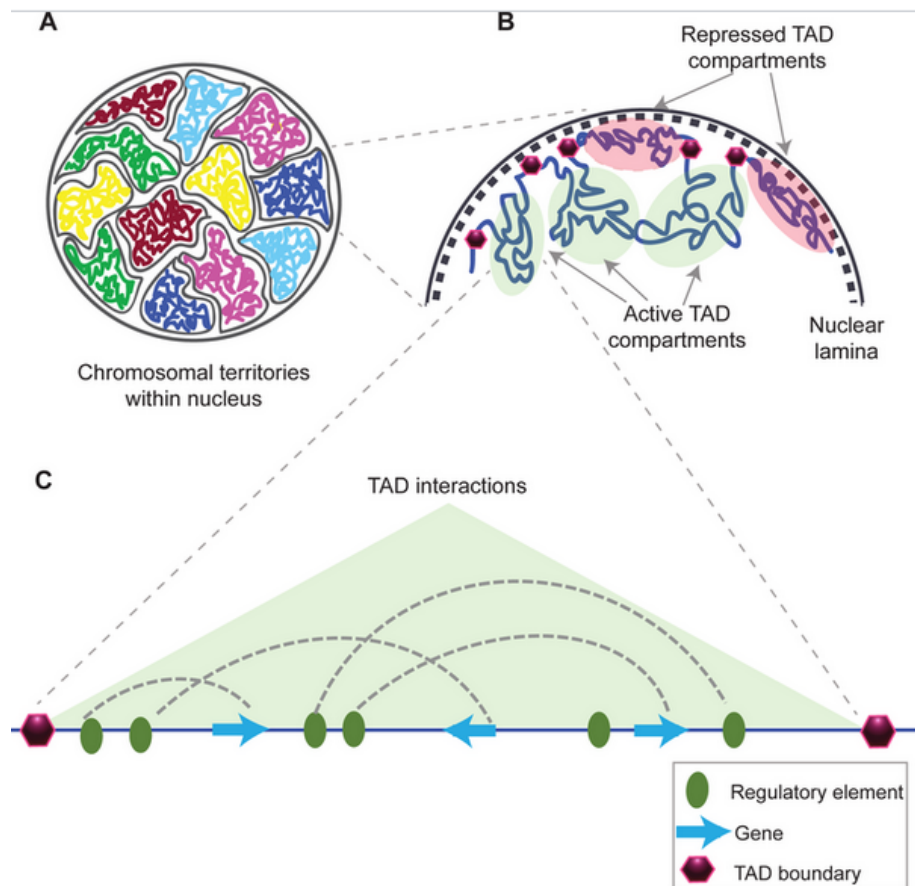 A
B
Repressed TAD
compartments
Active TAD
compartments
Nuclear
lamina
Chromosomal territories
within nucleus
C
TAD interactions
Regulatory element
Gene
TAD boundary